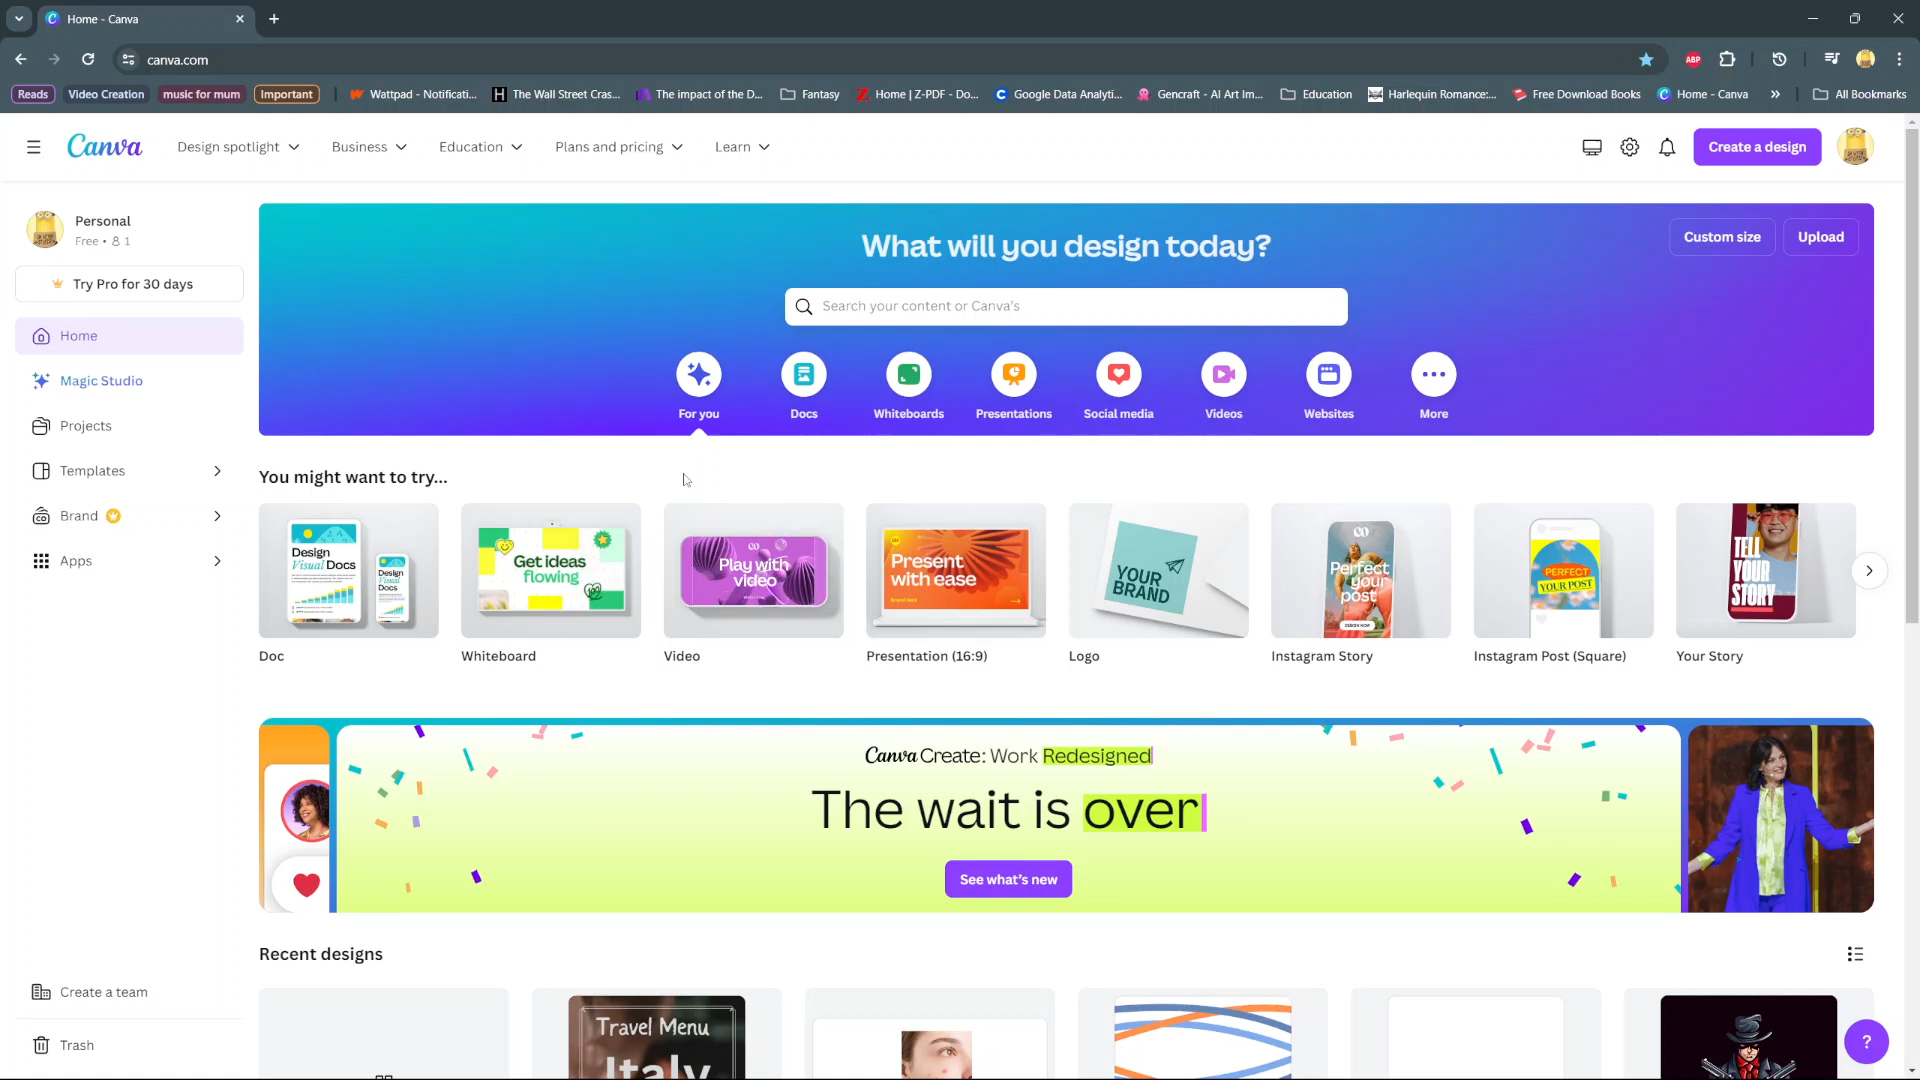 Home - Canva
canva.com
ABP
Reads
Video Creation
music for mum
Important
Wattpad - Notificati...
The Wall Street Cras...
The impact of the D...
Fantasy
Home | Z-PDF - Do...
Google Data Analyti...
Gencraft - AI Art Im...
Education
Harlequin Romance:...
Free Download Books
Home - Canva
All Bookmarks
Canva
Design spotlight
Business
Education
Plans and pricing
Learn
Create a design
Personal
Free • 1
Try Pro for 30 days
Home
Magic Studio
Projects
Templates
Brand
Apps
Create a team
Trash
What will you design today?
Custom size
Upload
Search your content or Canva's
For you
Docs
Whiteboards
Presentations
Social media
Videos
Websites
More
You might want to try...
Design
Visual Docs
Design
Visual
Docs
Get ideas
flowing
Play with
video
Present
with ease
YOUR
BRAND
Perfect
your
post
DESIGN NOW
PERFECT
YOUR POST
TELL
YOUR
STORY
Doc
Whiteboard
Video
Presentation (16:9)
Logo
Instagram Story
Instagram Post (Square)
Your Story
Canva Create: Work Redesigned
The wait is over
See what's new
Recent designs
Travel Menu
Italy
?